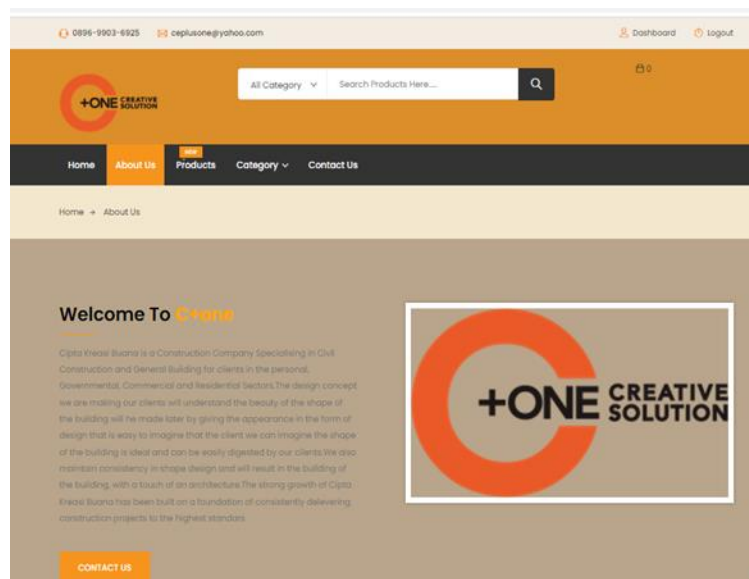 0896-9903-6925 ceplusone@yahoo.com Dashboard Logout
+ONE CREATIVE SOLUTION
All Category Search Products Here....
0
NEW
Home About Us Products Category Contact Us
Home → About Us
Welcome To C+one
Cipta Kreasi Buana is a Construction Company Specialising in Civil
Construction and General Building for clients in the personal,
Governmental, Commercial and Residential Sectors.The design concept
we are making our clients will understand the beauty of the shape of
the building will he made later by giving the appearance in the form of
design that is easy to imagine that the client we can imagine the shape
of the building is ideal and can be easily digested by our clients.We also
maintain consistency in shape design and will result in the building of
the building, with a touch of an architecture.The strong growth of Cipta
Kreasi Buana has been built on a foundation of consistently delevering
construction projects to the highest standars
CONTACT US
+ONE CREATIVE
SOLUTION